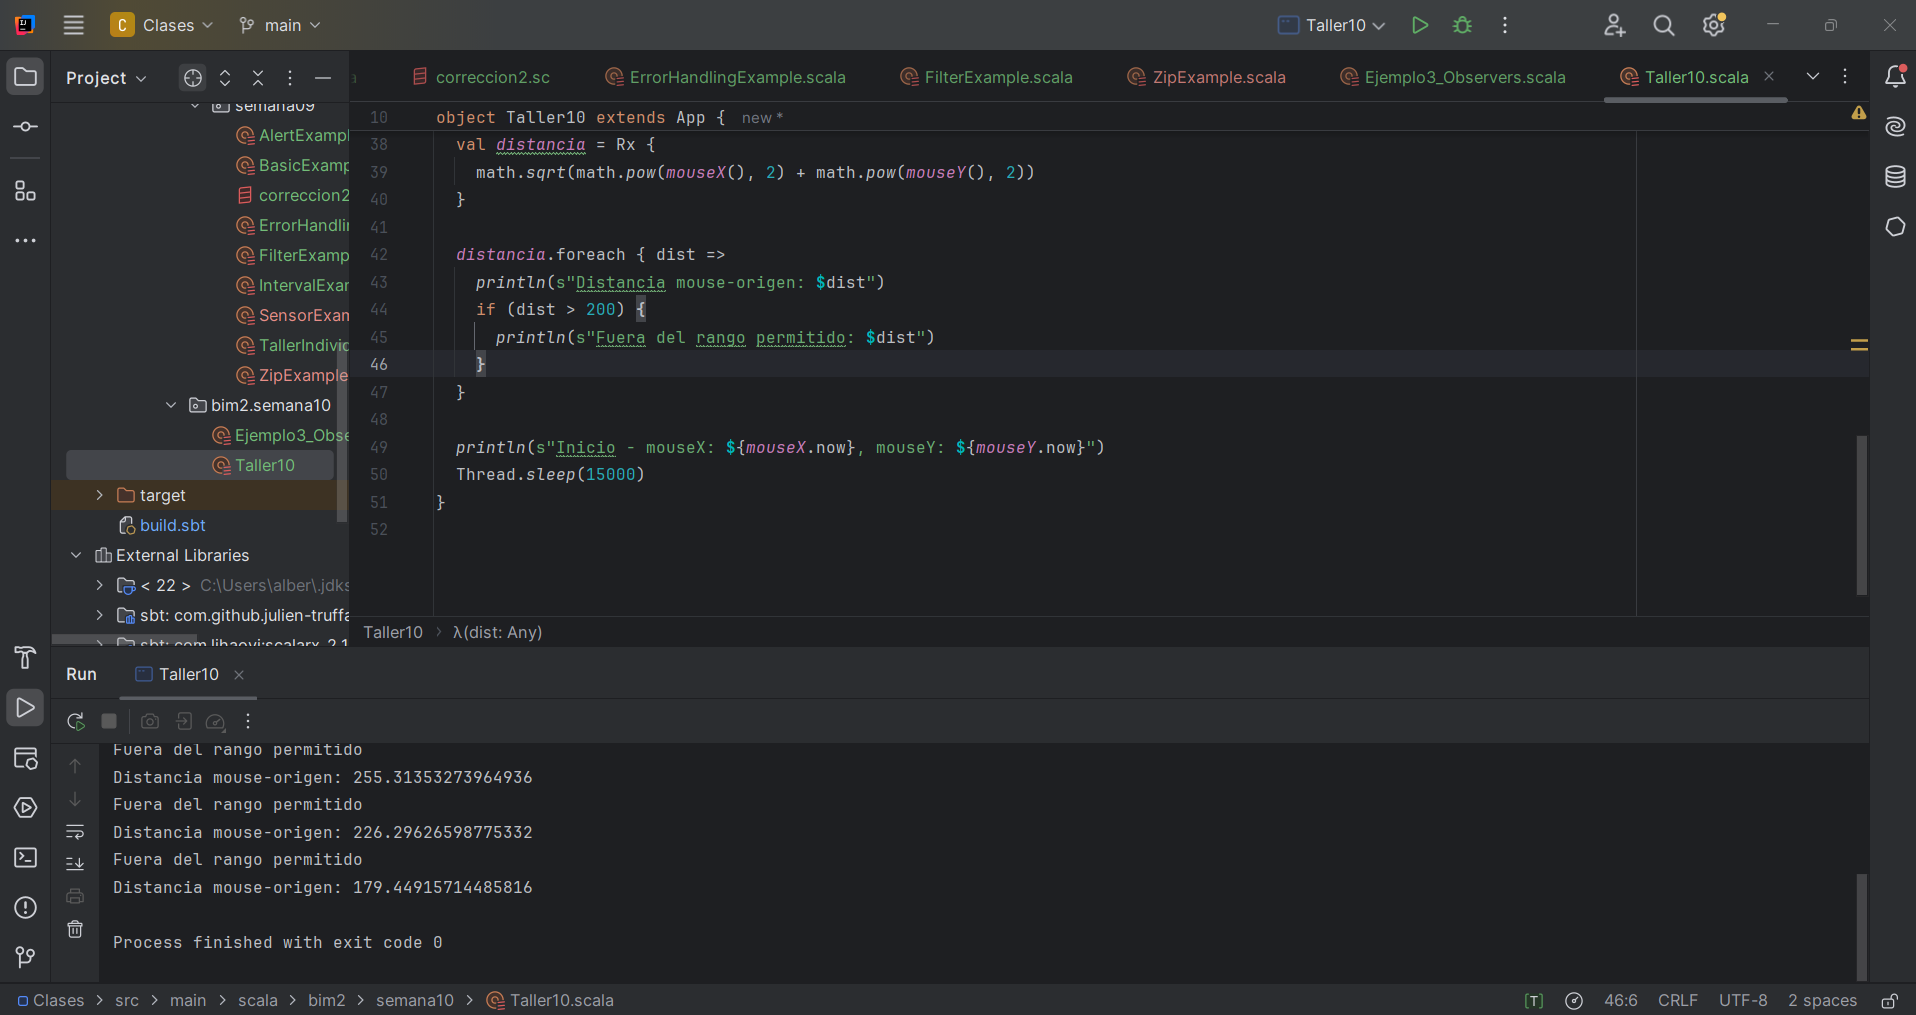 C Clases main Taller10
Project
correccion2.sc ErrorHandlingExample.scala FilterExample.scala ZipExample.scala Ejemplo3_Observers.scala Taller10.scala
semana09
AlertExampl
BasicExamp
correccion2
ErrorHandli
FilterExamp
IntervalExar
SensorExam
TallerIndivi
ZipExample
bim2.semana10
Ejemplo3_Obse
Taller10
target
build.sbt
External Libraries
< 22 > C:\Users\alber\.jdks
sbt: com.github.julien-truffa
sbt: com.lihaoyi:scalarx_2.1
10 object Taller10 extends App { new *
38 val distancia = Rx {
39 math.sqrt(math.pow(mouseX(), 2) + math.pow(mouseY(), 2))
40 }
41
42 distancia.foreach { dist =>
43 println(s"Distancia mouse-origen: $dist")
44 if (dist > 200) {
45 println(s"Fuera del rango permitido: $dist")
46 }
47 }
48
49 println(s"Inicio - mouseX: ${mouseX.now}, mouseY: ${mouseY.now}")
50 Thread.sleep(15000)
51 }
52
Taller10 > λ(dist: Any)
Run Taller10
Fuera del rango permitido
Distancia mouse-origen: 255.31353273964936
Fuera del rango permitido
Distancia mouse-origen: 226.29626598775332
Fuera del rango permitido
Distancia mouse-origen: 179.44915714485816
Process finished with exit code 0
Clases > src > main > scala > bim2 > semana10 > Taller10.scala
[T] 46:6 CRLF UTF-8 2 spaces